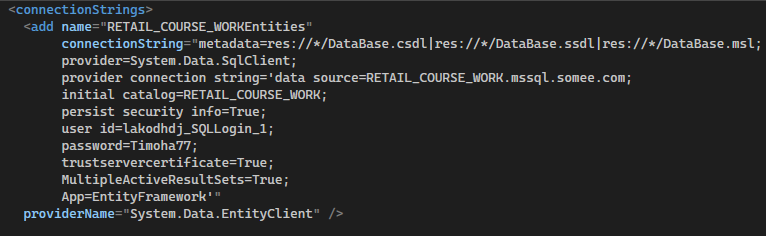 <connectionStrings>
<add name="RETAIL_COURSE_WORKEntities"
connectionString="metadata=res://*/DataBase.csdl|res://*/DataBase.ssdl|res://*/DataBase.msl;
provider=System.Data.SqlClient;
provider connection string='data source=RETAIL_COURSE_WORK.mssql.somee.com;
initial catalog=RETAIL_COURSE_WORK;
persist security info=True;
user id=lakodhdj_SQLLogin_1;
password=Timoha77;
trustservercertificate=True;
MultipleActiveResultSets=True;
App=EntityFramework'"
providerName="System.Data.EntityClient" />